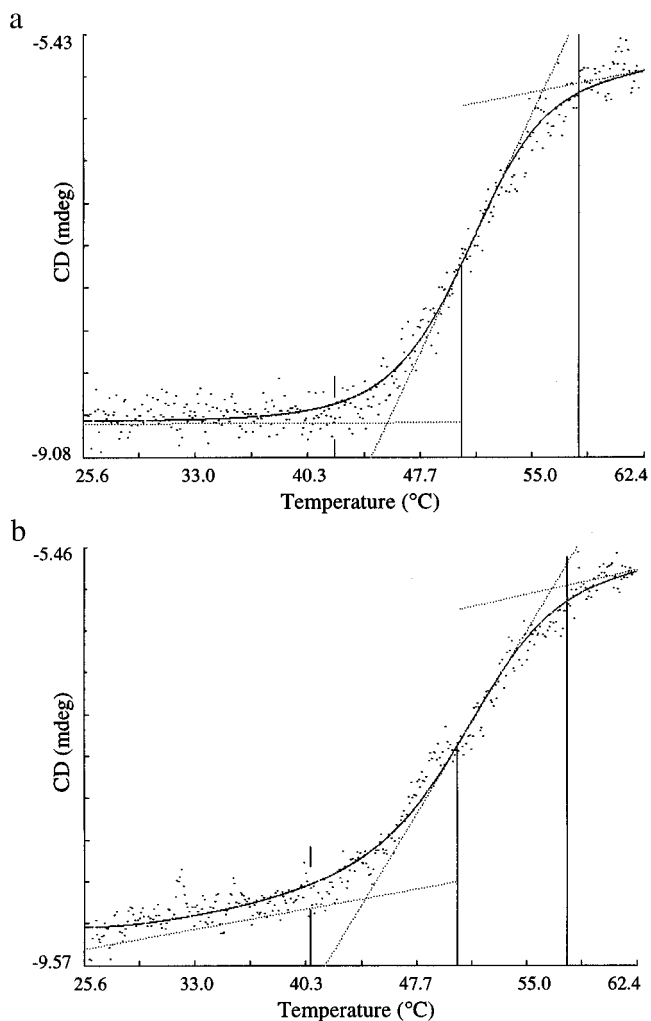 a
-5.43
CD (mdeg)
-9.08
25.6 33.0 40.3 47.7 55.0 62.4
Temperature (°C)
b
-5.46
CD (mdeg)
-9.57
25.6 33.0 40.3 47.7 55.0 62.4
Temperature (°C)